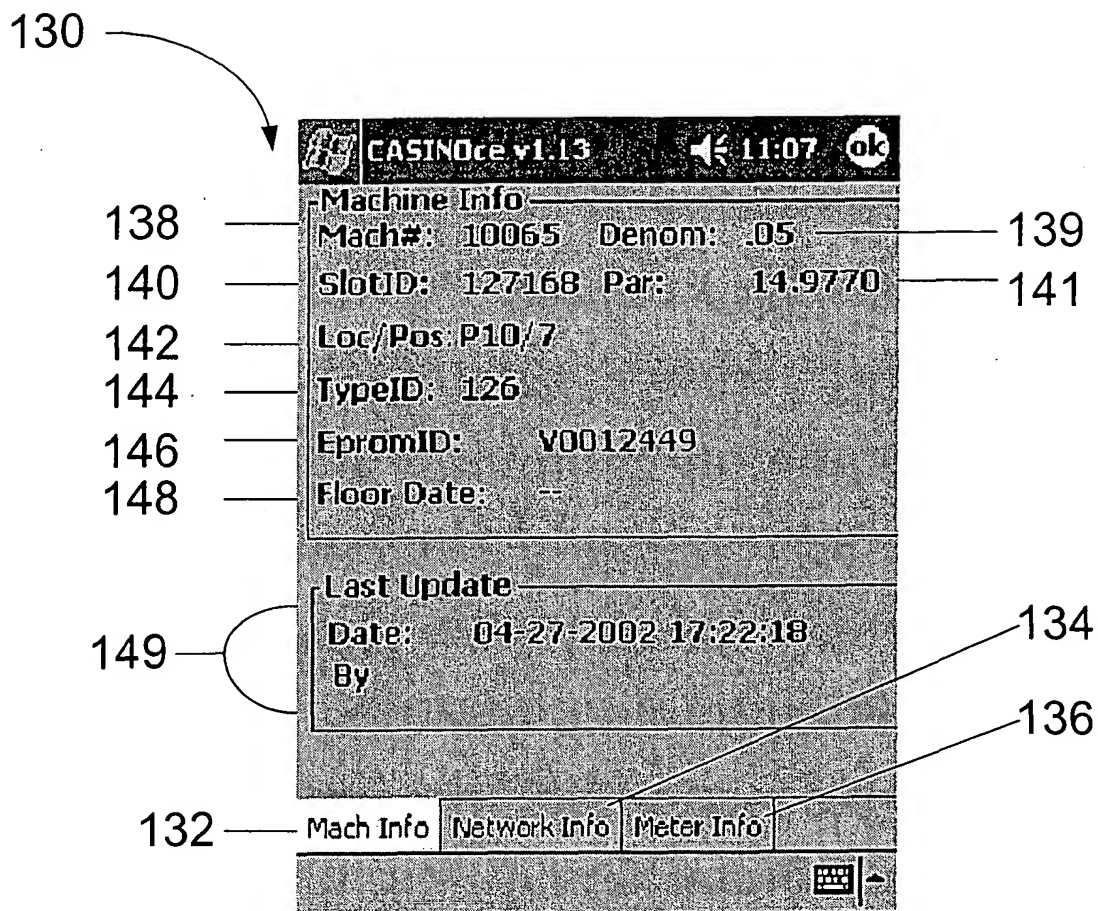 130
CASINOce v1.13 11:07 ok
Machine Info
138 Mach#: 10065 Denom: .05 139
140 SlotID: 127168 Par: 14.9770 141
142 Loc/Pos: P10/7
144 TypeID: 126
146 EpromID: V0012449
148 Floor Date: --
Last Update
149 Date: 04-27-2002 17:22:18 134
By
136
132 Mach Info Network Info Meter Info